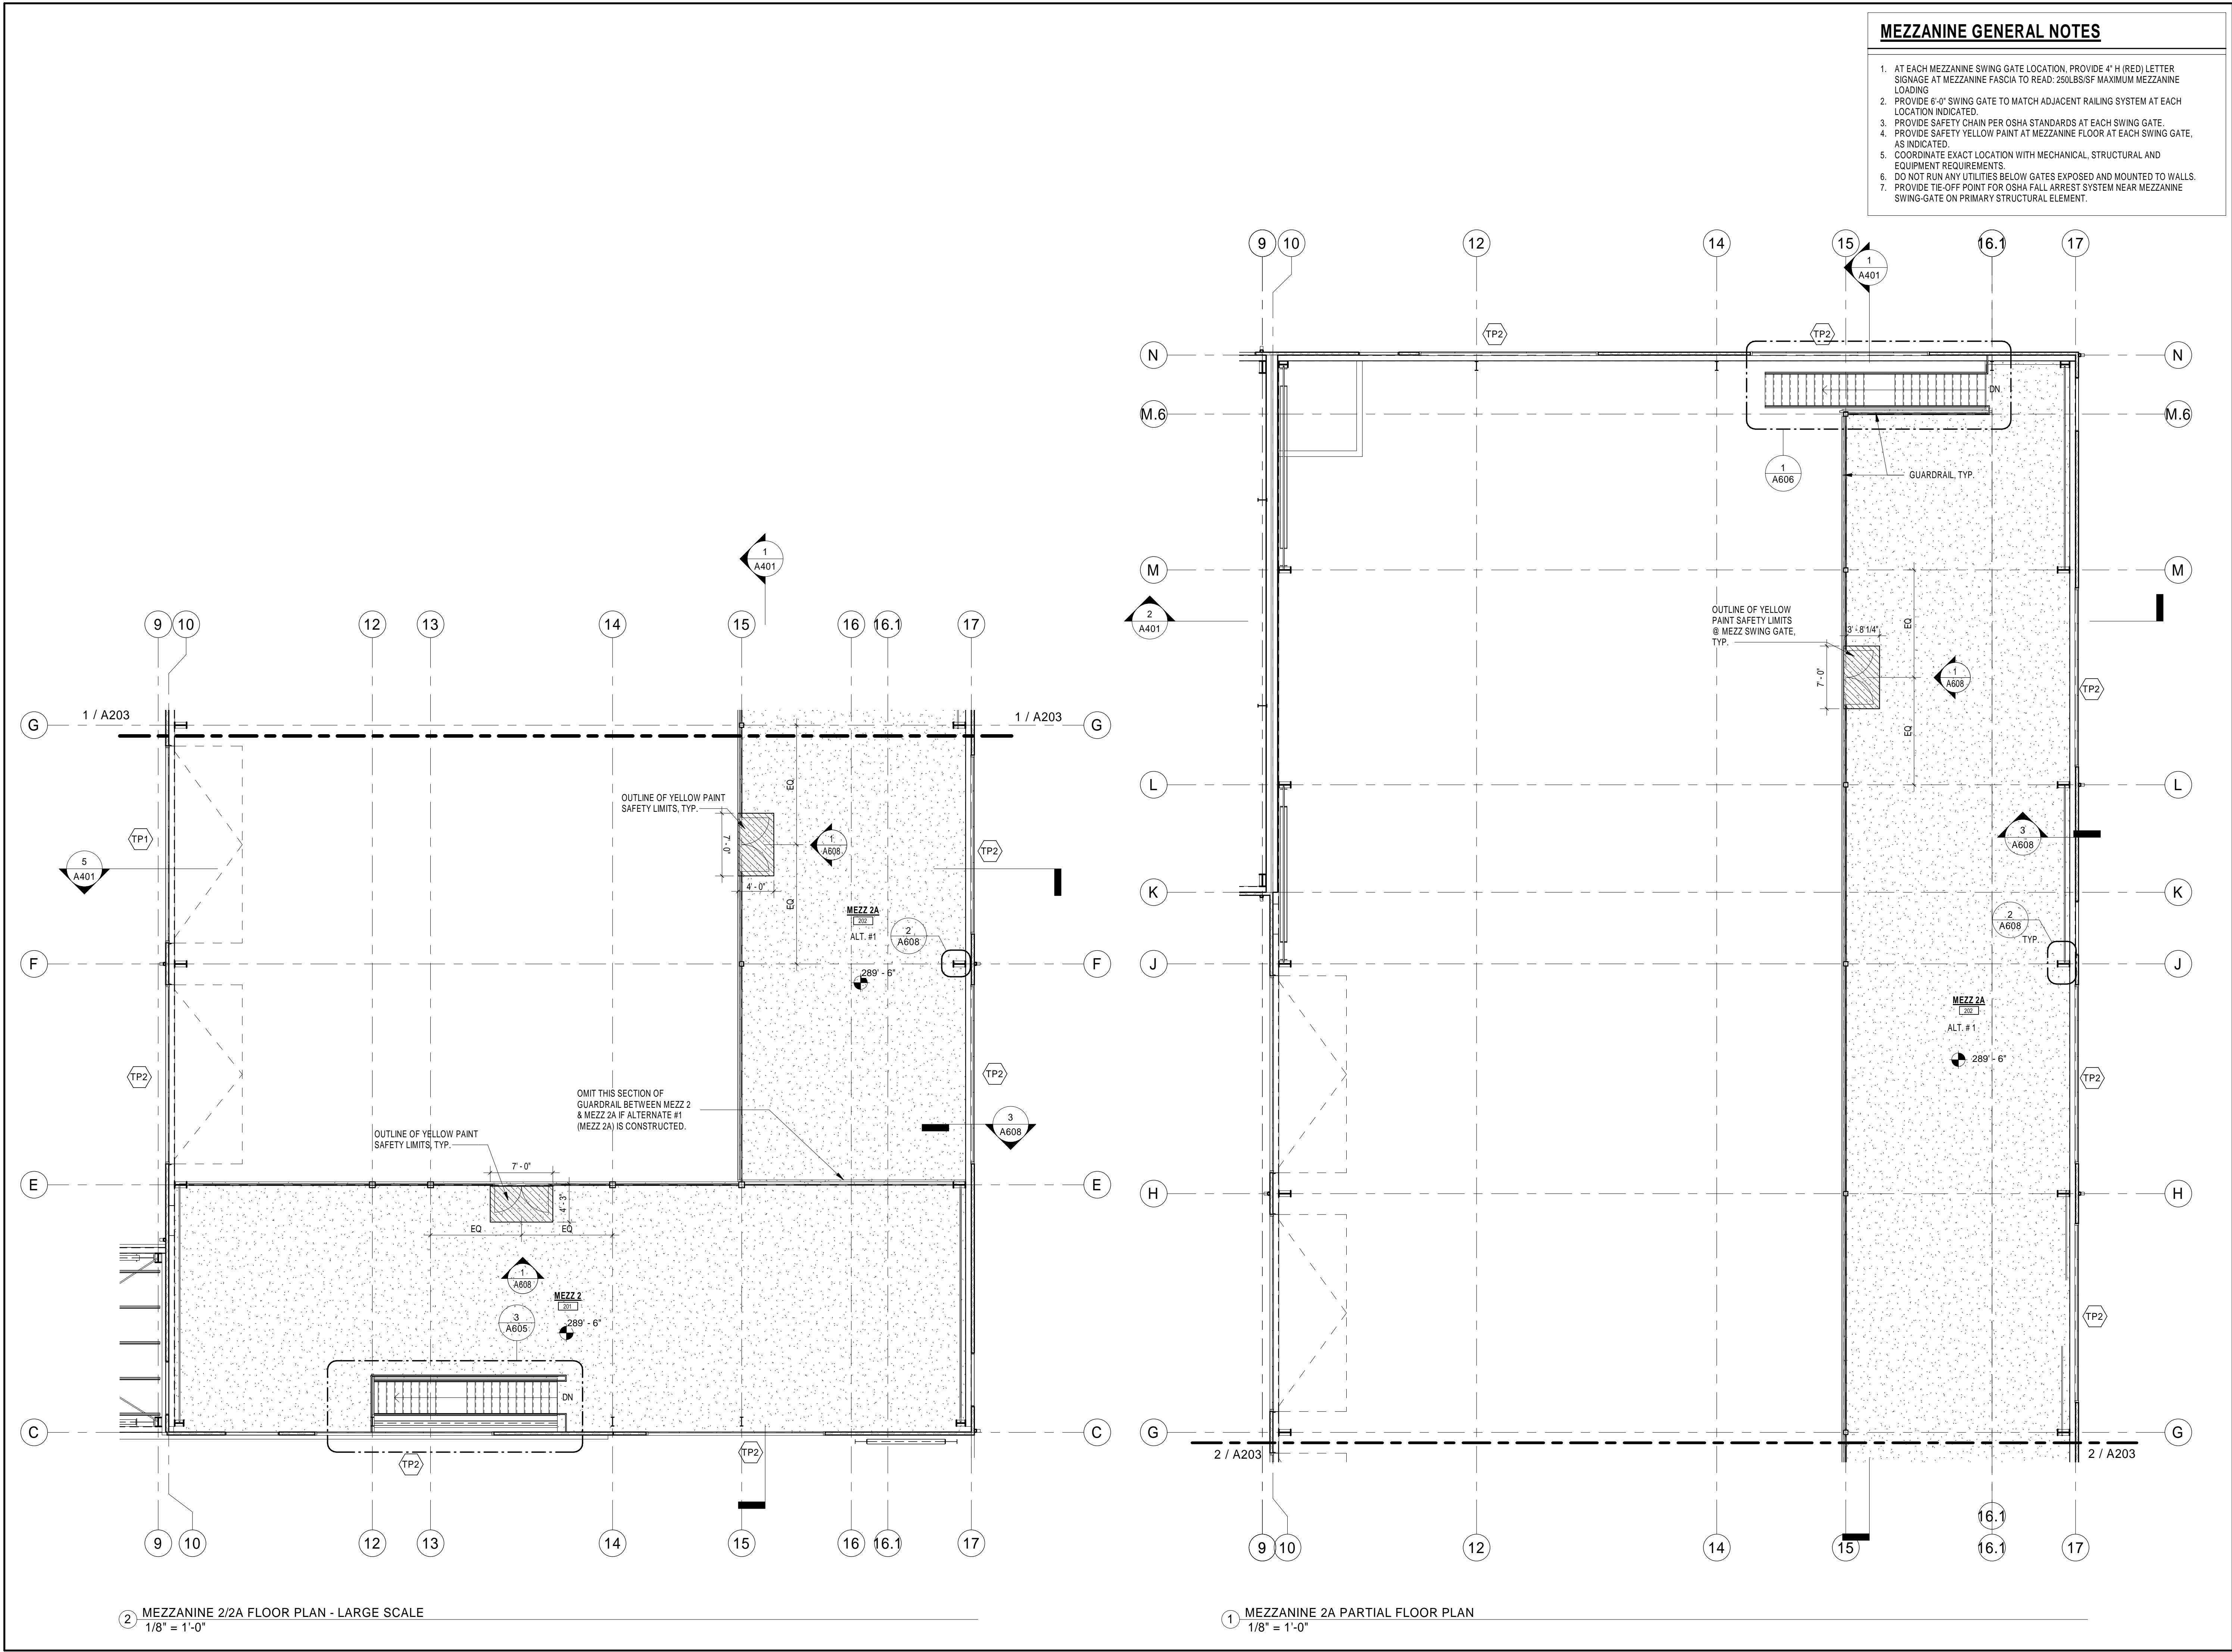 MEZZANINE GENERAL NOTES
1. AT EACH MEZZANINE SWING GATE LOCATION, PROVIDE 4" H (RED) LETTER
SIGNAGE AT MEZZANINE FASCIA TO READ: 250LBS/SF MAXIMUM MEZZANINE
LOADING
2. PROVIDE 6'-0" SWING GATE TO MATCH ADJACENT RAILING SYSTEM AT EACH
LOCATION INDICATED.
3. PROVIDE SAFETY CHAIN PER OSHA STANDARDS AT EACH SWING GATE.
4. PROVIDE SAFETY YELLOW PAINT AT MEZZANINE FLOOR AT EACH SWING GATE,
AS INDICATED.
5. COORDINATE EXACT LOCATION WITH MECHANICAL, STRUCTURAL AND
EQUIPMENT REQUIREMENTS.
6. DO NOT RUN ANY UTILITIES BELOW GATES EXPOSED AND MOUNTED TO WALLS.
7. PROVIDE TIE-OFF POINT FOR OSHA FALL ARREST SYSTEM NEAR MEZZANINE
SWING-GATE ON PRIMARY STRUCTURAL ELEMENT.
1
A401
9 10 12 13 14 15 16 16.1 17
G 1 / A203 1 / A203 G
OUTLINE OF YELLOW PAINT
SAFETY LIMITS, TYP.
EQ
TP1
7' - 0"
1
A608
TP2
5
A401
4' - 0"
EQ
MEZZ 2A
202
ALT. #1
2
A608
F F
289' - 6"
TP2
TP2
OMIT THIS SECTION OF
GUARDRAIL BETWEEN MEZZ 2
& MEZZ 2A IF ALTERNATE #1
(MEZZ 2A) IS CONSTRUCTED.
3
A608
OUTLINE OF YELLOW PAINT
SAFETY LIMITS, TYP.
7' - 0"
E E
4' - 3"
EQ EQ
1
A608
MEZZ 2
201
3
A605
289' - 6"
DN
C C
TP2
TP2
9 10 12 13 14 15 16 16.1 17
2 MEZZANINE 2/2A FLOOR PLAN - LARGE SCALE
1/8" = 1'-0"
9 10 12 14 15 16.1 17
1
A401
TP2 TP2
N N
DN
M.6 M.6
1
A606
GUARDRAIL, TYP.
M M
2
A401
OUTLINE OF YELLOW
PAINT SAFETY LIMITS
@ MEZZ SWING GATE,
TYP.
3' - 8 1/4"
EQ
7' - 0"
1
A608
TP2
EQ
L L
3
A608
K K
2
A608
TYP.
J J
MEZZ 2A
202
ALT. # 1
289' - 6"
TP2
H H
TP2
G G
2 / A203 2 / A203
16.1
9 10 12 14 15 16.1 17
1 MEZZANINE 2A PARTIAL FLOOR PLAN
1/8" = 1'-0"